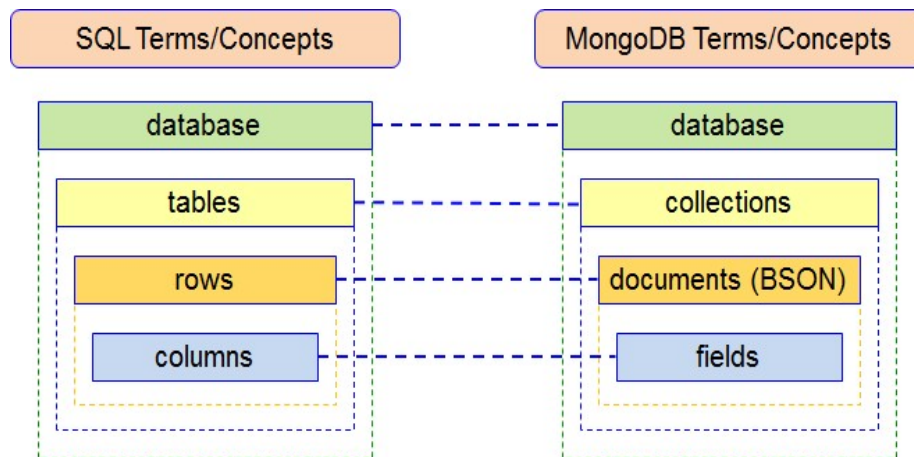 SQL Terms/Concepts
MongoDB Terms/Concepts
database
database
tables
collections
rows
documents (BSON)
columns
fields